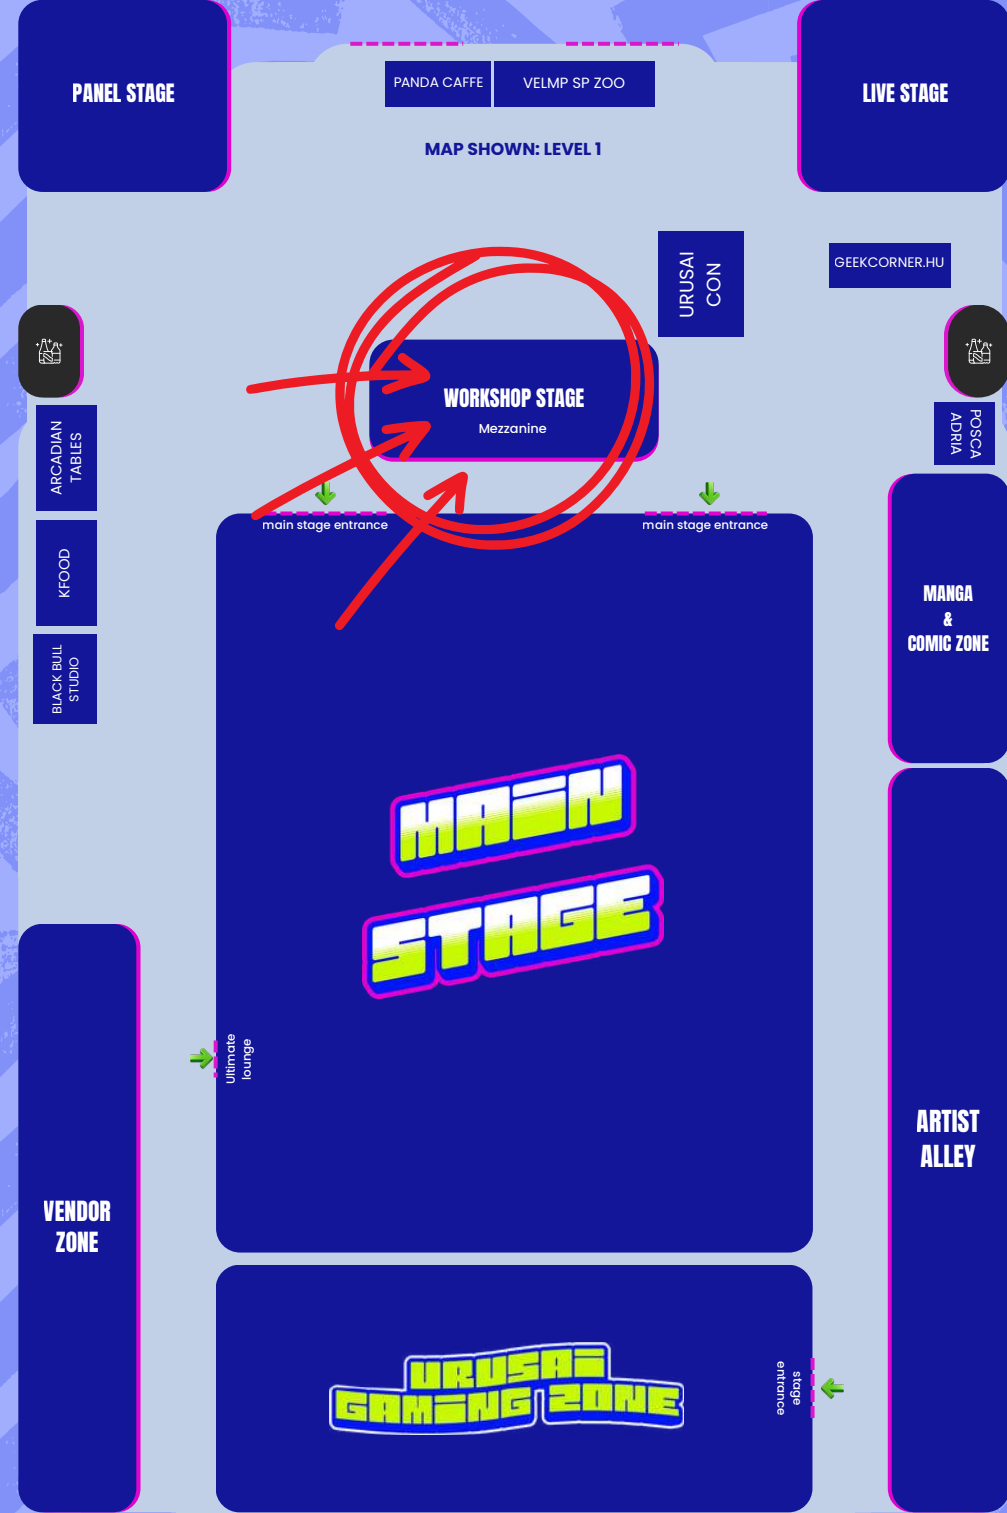 PANEL STAGE
PANDA CAFFE
VELMP SP ZOO
LIVE STAGE
MAP SHOWN: LEVEL 1
URUSAI
CON
GEEKCORNER.HU
WORKSHOP STAGE
Mezzanine
ARCADIAN
TABLES
POSCA
ADRIA
main stage entrance
main stage entrance
KFOOD
MANGA
&
COMIC ZONE
BLACK BULL
STUDIO
MAIN
STAGE
Ultimate
lounge
ARTIST
ALLEY
VENDOR
ZONE
URUSAI
GAMING ZONE
stage
entrance